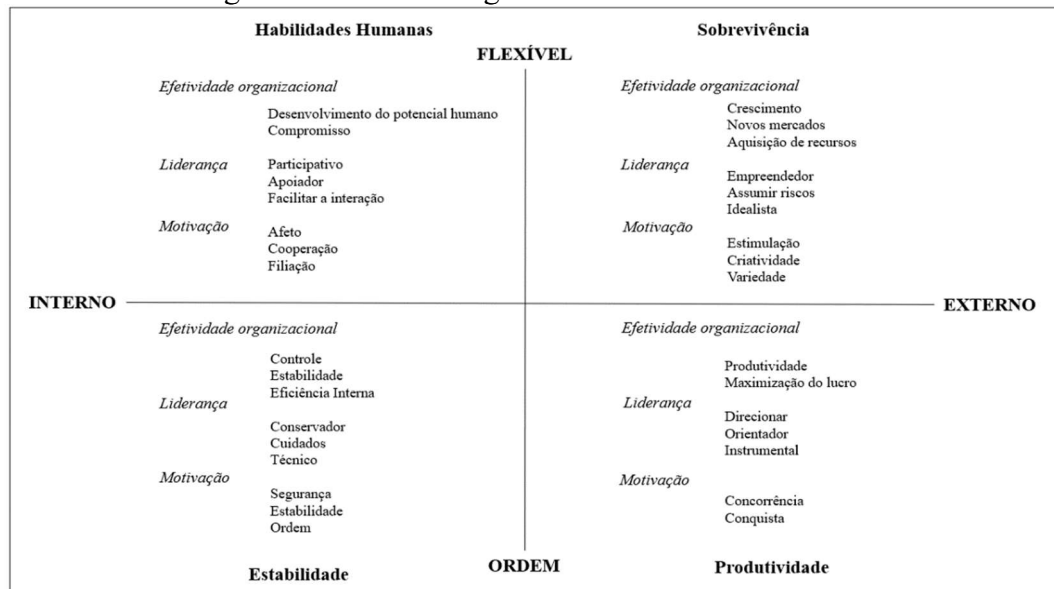 Habilidades Humanas
Sobrevivência
FLEXÍVEL
Efetividade organizacional
Desenvolvimento do potencial humano
Compromisso
Liderança
Participativo
Apoiador
Facilitar a interação
Motivação
Afeto
Cooperação
Filiação
Efetividade organizacional
Crescimento
Novos mercados
Aquisição de recursos
Liderança
Empreendedor
Assumir riscos
Idealista
Motivação
Estimulação
Criatividade
Variedade
INTERNO
EXTERNO
Efetividade organizacional
Controle
Estabilidade
Eficiência Interna
Liderança
Conservador
Cuidados
Técnico
Motivação
Segurança
Estabilidade
Ordem
Efetividade organizacional
Produtividade
Maximização do lucro
Liderança
Direcionar
Orientador
Instrumental
Motivação
Concorrência
Conquista
ORDEM
Estabilidade
Produtividade